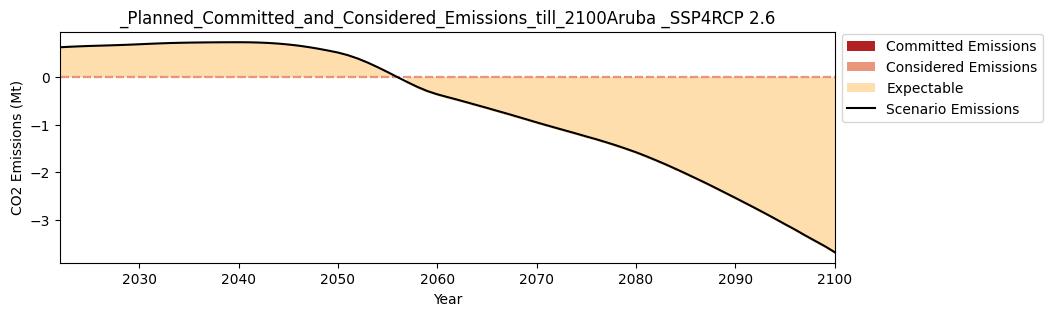 _Planned_Committed_and_Considered_Emissions_till_2100Aruba _SSP4RCP 2.6
CO2 Emissions (Mt)
0
−1
−2
−3
2030 2040 2050 2060 2070 2080 2090 2100
Year
Committed Emissions
Considered Emissions
Expectable
Scenario Emissions